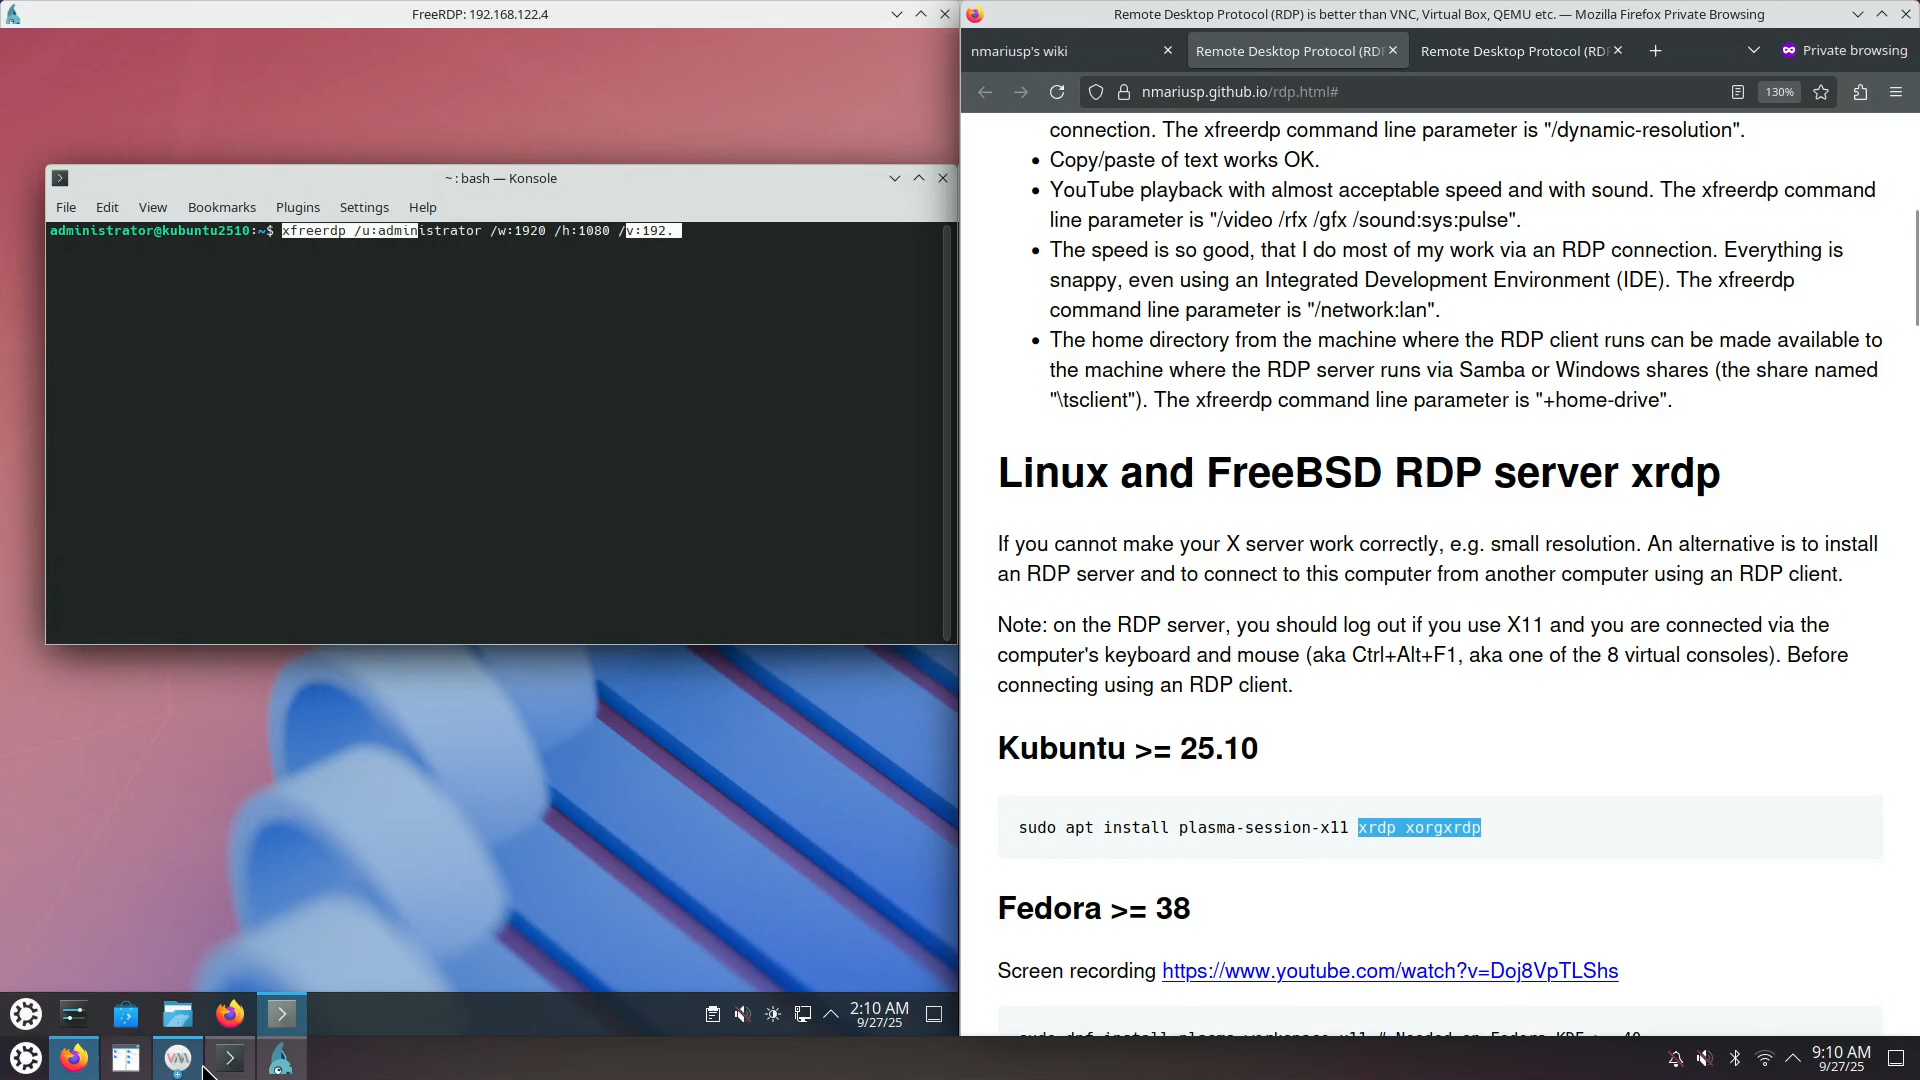 FreeRDP: 192.168.122.4
~ : bash — Konsole
File Edit View Bookmarks Plugins Settings Help
administrator@kubuntu2510:~$ xfreerdp /u:administrator /w:1920 /h:1080 /v:192.
2:10 AM
9/27/25
Remote Desktop Protocol (RDP) is better than VNC, Virtual Box, QEMU etc. — Mozilla Firefox Private Browsing
nmariusp's wiki
Remote Desktop Protocol (RD
Remote Desktop Protocol (RD
Private browsing
nmariusp.github.io/rdp.html#
130%
connection. The xfreerdp command line parameter is "/dynamic-resolution".
• Copy/paste of text works OK.
• YouTube playback with almost acceptable speed and with sound. The xfreerdp command
line parameter is "/video /rfx /gfx /sound:sys:pulse".
• The speed is so good, that I do most of my work via an RDP connection. Everything is
snappy, even using an Integrated Development Environment (IDE). The xfreerdp
command line parameter is "/network:lan".
• The home directory from the machine where the RDP client runs can be made available to
the machine where the RDP server runs via Samba or Windows shares (the share named
"\tsclient"). The xfreerdp command line parameter is "+home-drive".
Linux and FreeBSD RDP server xrdp
If you cannot make your X server work correctly, e.g. small resolution. An alternative is to install
an RDP server and to connect to this computer from another computer using an RDP client.
Note: on the RDP server, you should log out if you use X11 and you are connected via the
computer's keyboard and mouse (aka Ctrl+Alt+F1, aka one of the 8 virtual consoles). Before
connecting using an RDP client.
Kubuntu >= 25.10
sudo apt install plasma-session-x11 xrdp xorgxrdp
Fedora >= 38
Screen recording https://www.youtube.com/watch?v=Doj8VpTLShs
sudo dnf install plasma-workspace-x11 # Needed on Fedora KDE >= 40
9:10 AM
9/27/25